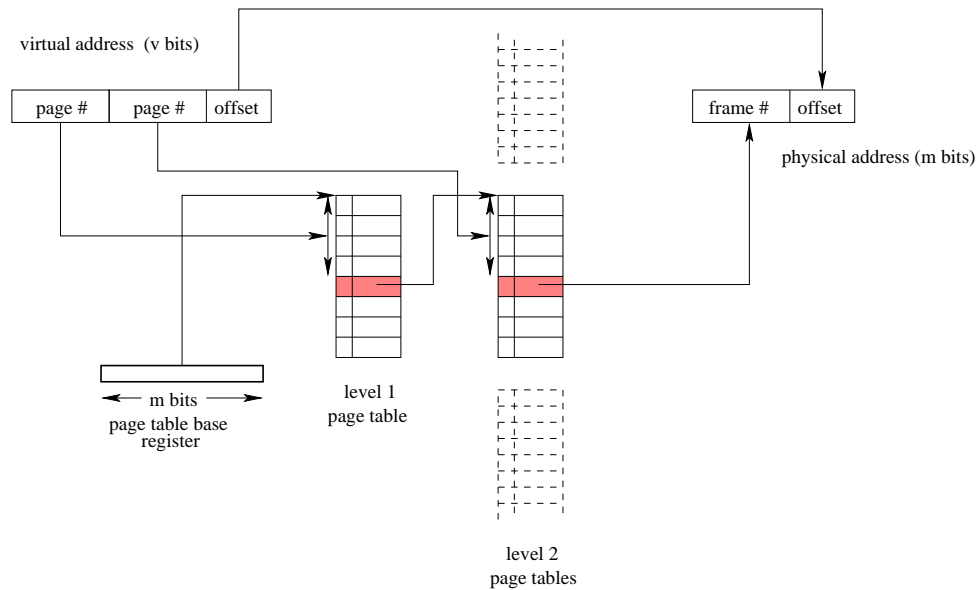 virtual address (v bits)
page #
page #
offset
frame #
offset
physical address (m bits)
m bits
page table base
register
level 1
page table
level 2
page tables